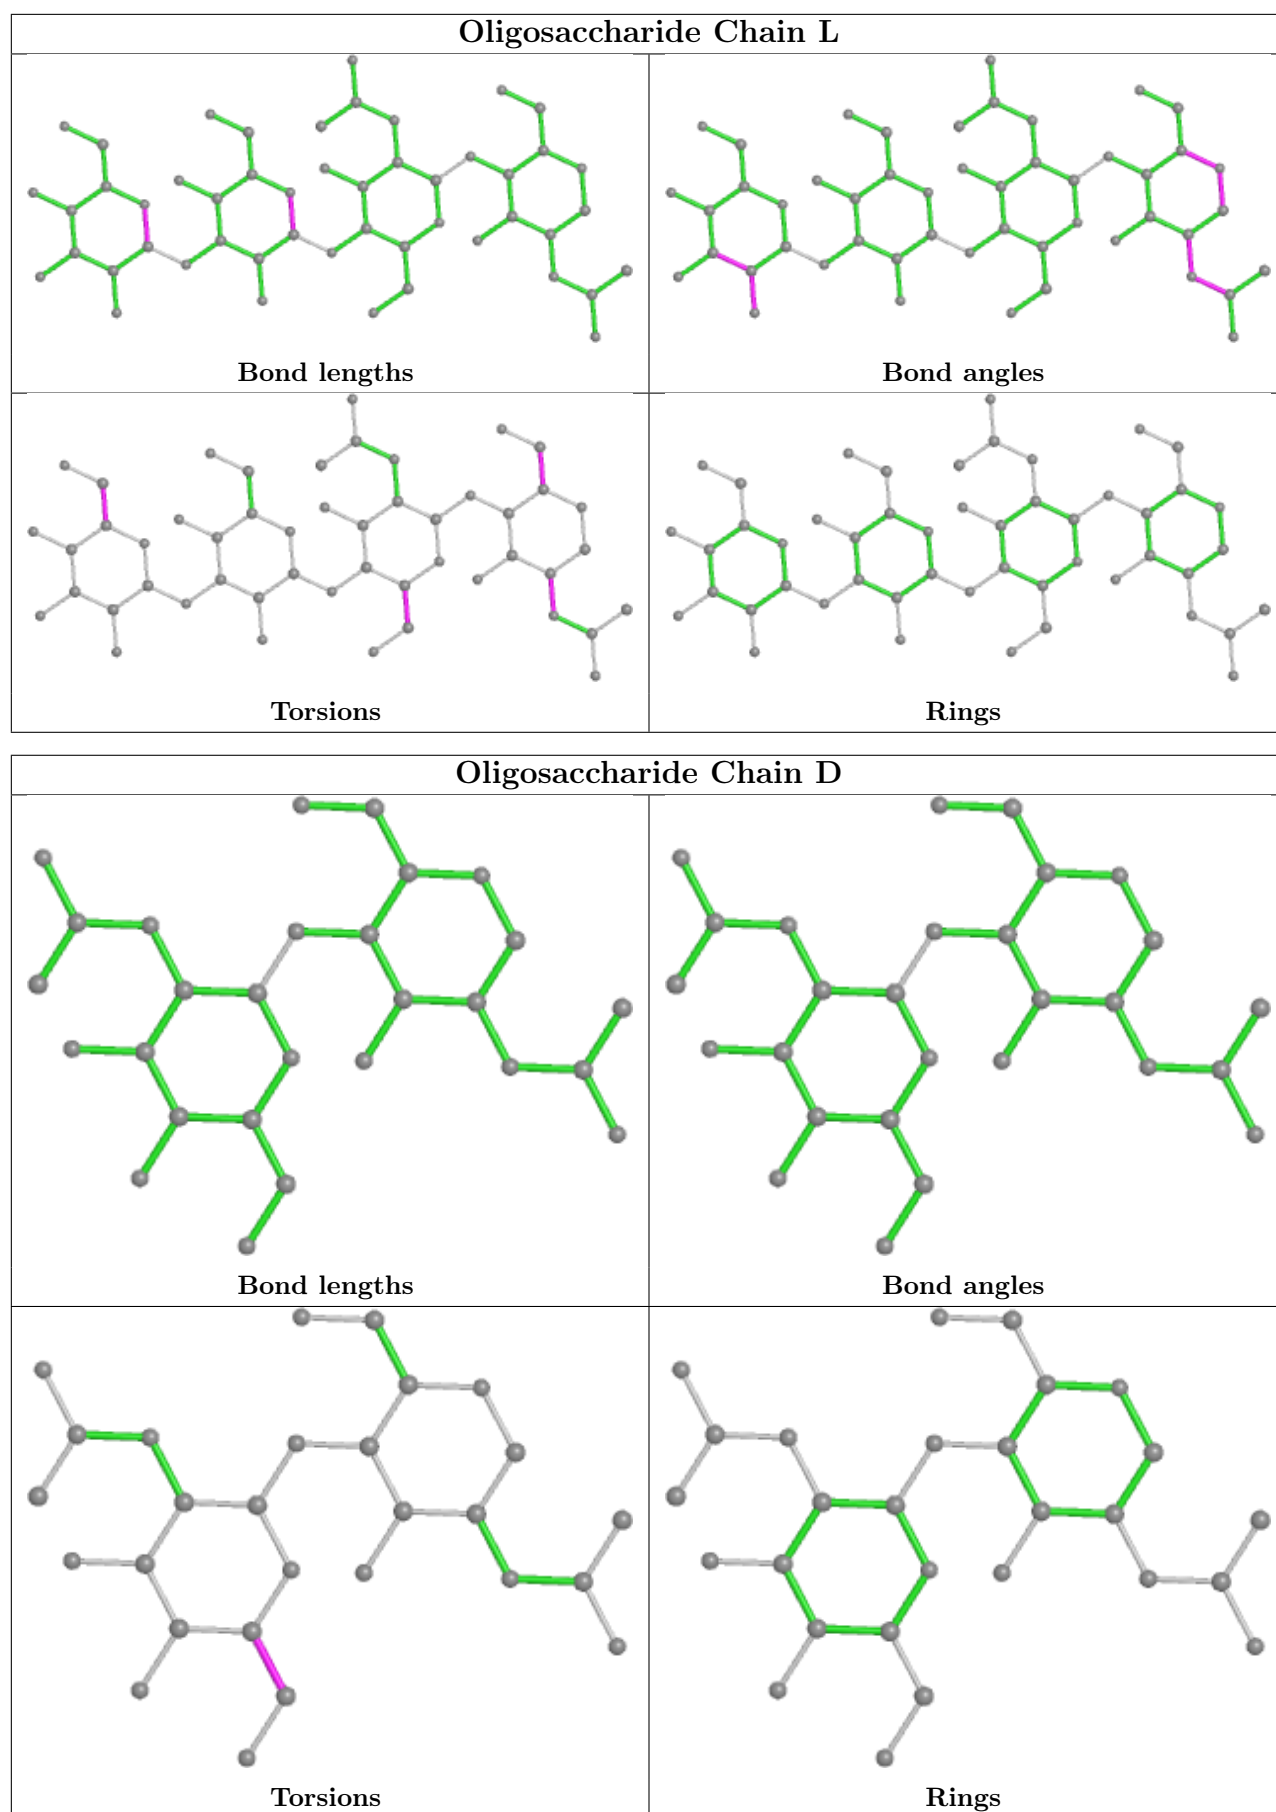 Oligosaccharide Chain L
Bond lengths
Bond angles
Torsions
Rings
Oligosaccharide Chain D
Bond lengths
Bond angles
Torsions
Rings